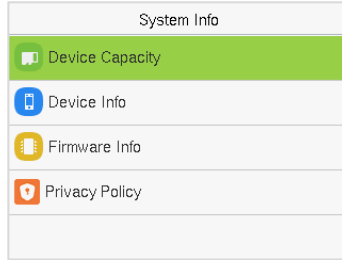 System Info
Device Capacity
Device Info
Firmware Info
Privacy Policy